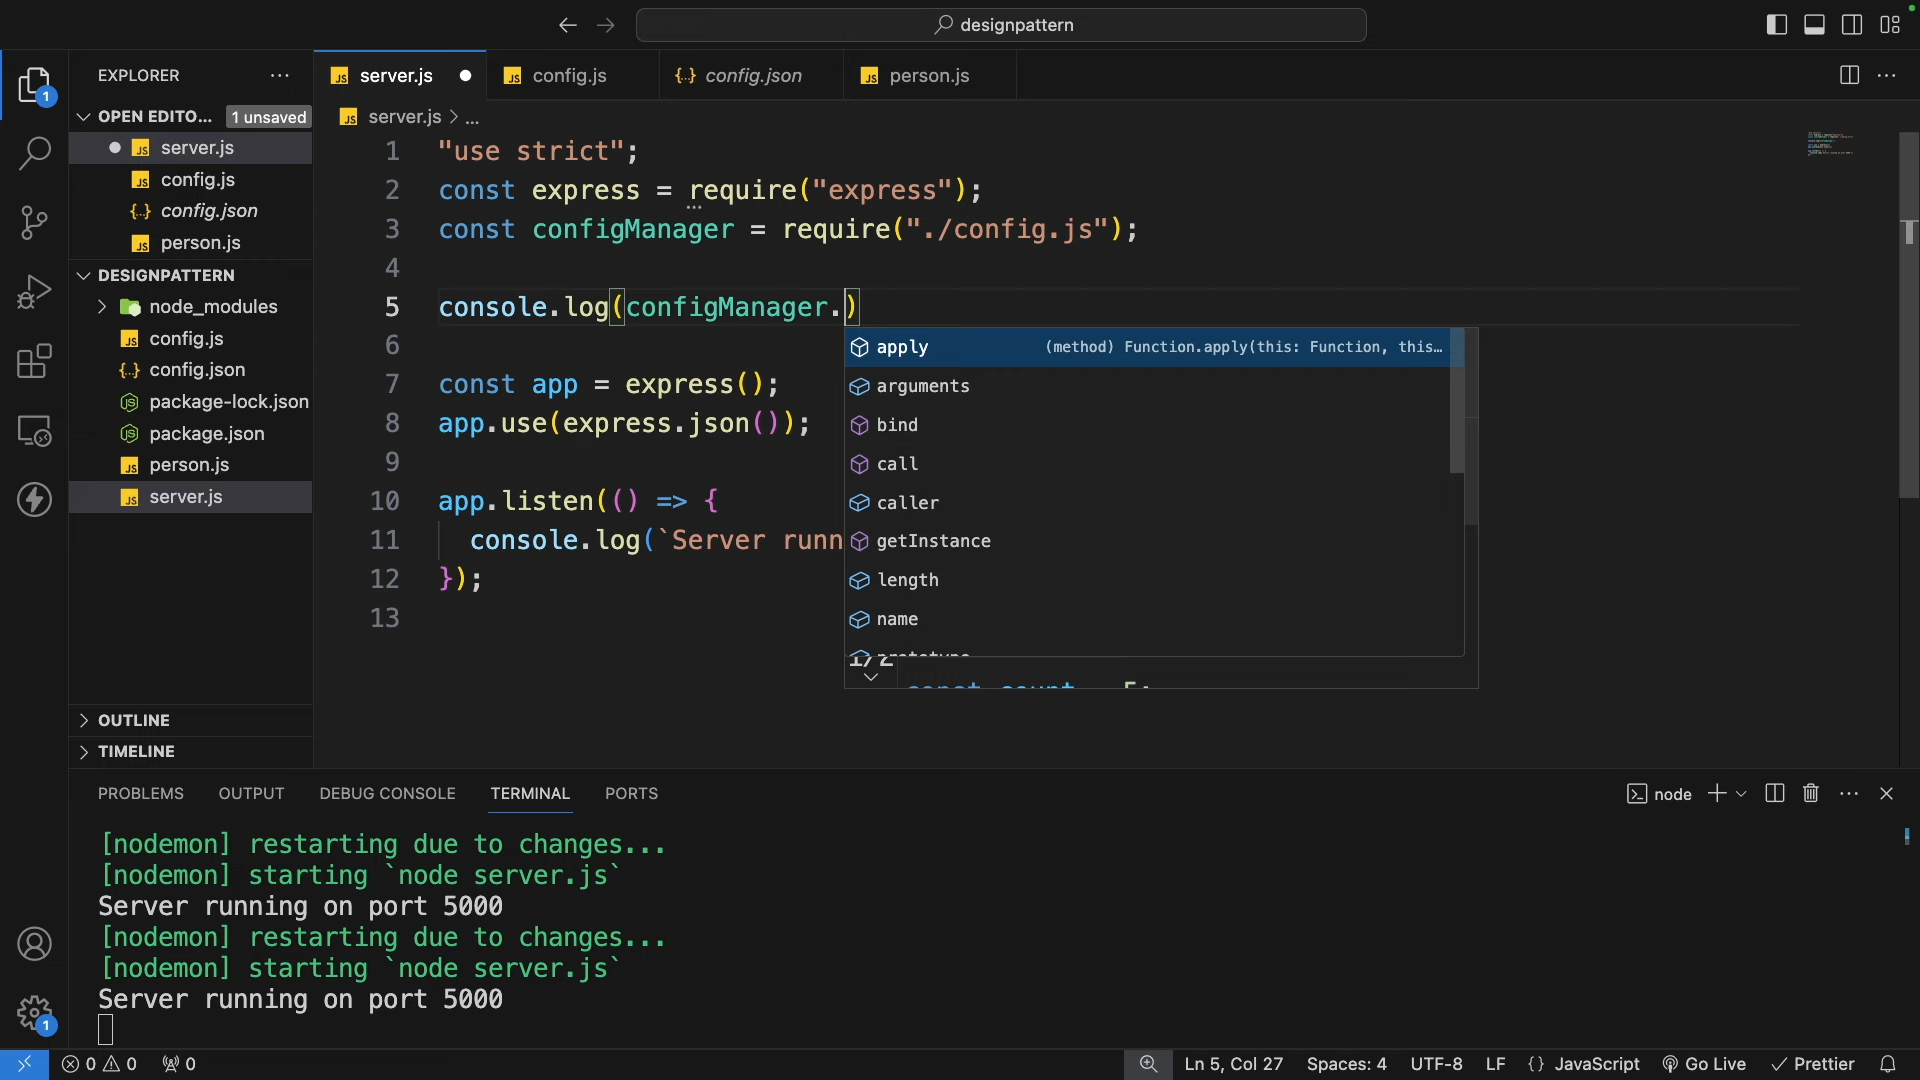 designpattern
EXPLORER
1
OPEN EDITO... 1 unsaved
server.js
config.js
config.json
person.js
DESIGNPATTERN
node_modules
config.js
config.json
package-lock.json
package.json
person.js
server.js
OUTLINE
TIMELINE
1
server.js config.js config.json person.js
server.js > ...
1 "use strict";
2 const express = require("express");
3 const configManager = require("./config.js");
4
5 console.log(configManager.)
6
7 const app = express();
8 app.use(express.json());
9
10 app.listen(() => {
11 console.log(`Server runn
12 });
13
apply (method) Function.apply(this: Function, this…
arguments
bind
call
caller
getInstance
length
name
prototype
1/2
const count
PROBLEMS OUTPUT DEBUG CONSOLE TERMINAL PORTS
node
[nodemon] restarting due to changes...
[nodemon] starting `node server.js`
Server running on port 5000
[nodemon] restarting due to changes...
[nodemon] starting `node server.js`
Server running on port 5000
0 0 0
Ln 5, Col 27 Spaces: 4 UTF-8 LF {} JavaScript Go Live Prettier